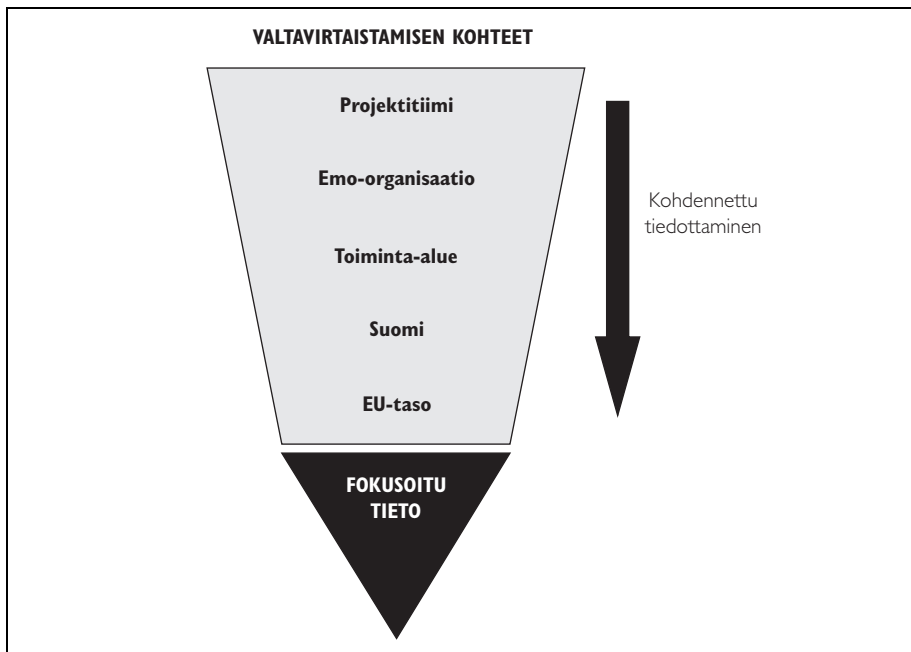 VALTAVIRTAISTAMISEN KOHTEET
Projektitiimi
Emo-organisaatio
Toiminta-alue
Suomi
EU-taso
Kohdennettu
tiedottaminen
FOKUSOITU
TIETO